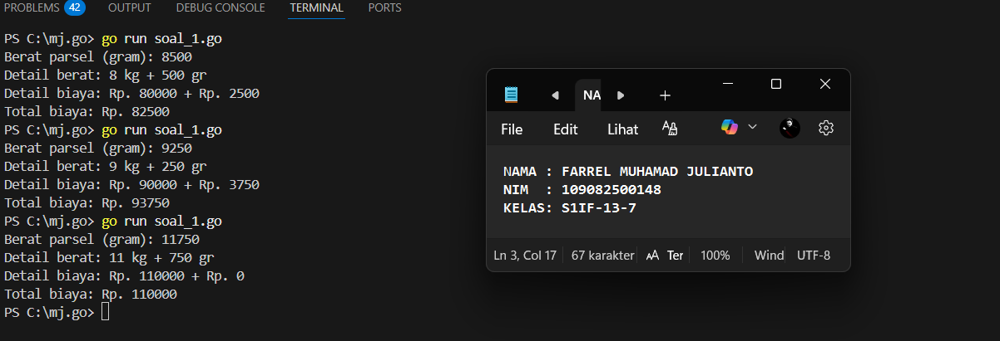 PROBLEMS 42 OUTPUT DEBUG CONSOLE TERMINAL PORTS
PS C:\mj.go> go run soal_1.go
Berat parsel (gram): 8500
Detail berat: 8 kg + 500 gr
Detail biaya: Rp. 80000 + Rp. 2500
Total biaya: Rp. 82500
PS C:\mj.go> go run soal_1.go
Berat parsel (gram): 9250
Detail berat: 9 kg + 250 gr
Detail biaya: Rp. 90000 + Rp. 3750
Total biaya: Rp. 93750
PS C:\mj.go> go run soal_1.go
Berat parsel (gram): 11750
Detail berat: 11 kg + 750 gr
Detail biaya: Rp. 110000 + Rp. 0
Total biaya: Rp. 110000
PS C:\mj.go>
NA
File Edit Lihat
NAMA : FARREL MUHAMAD JULIANTO
NIM : 109082500148
KELAS: S1IF-13-7
Ln 3, Col 17 67 karakter Ter 100% Wind UTF-8